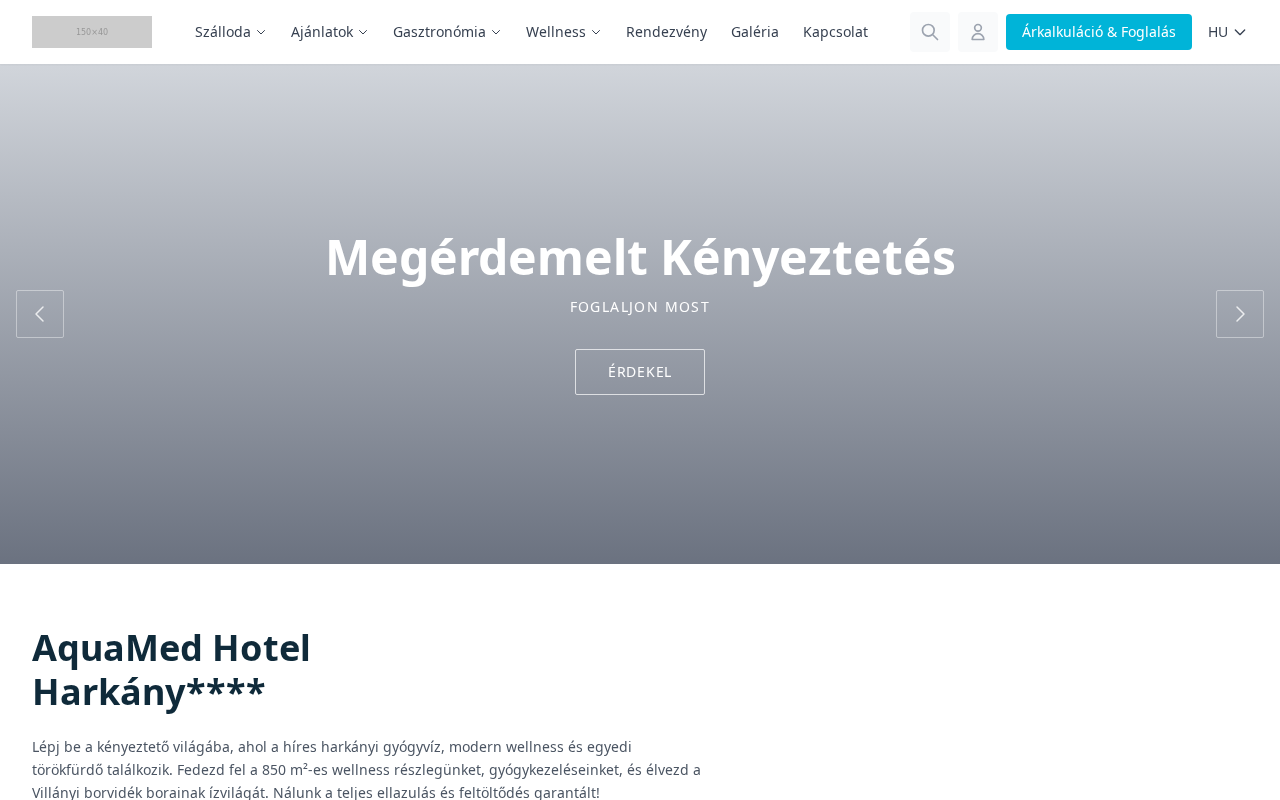 150×40
Szálloda
Ajánlatok
Gasztronómia
Wellness
Rendezvény
Galéria
Kapcsolat
Árkalkuláció & Foglalás
HU
Megérdemelt Kényeztetés
FOGLALJON MOST
ÉRDEKEL
AquaMed Hotel
Harkány****
Lépj be a kényeztető világába, ahol a híres harkányi gyógyvíz, modern wellness és egyedi
törökfürdő találkozik. Fedezd fel a 850 m²-es wellness részlegünket, gyógykezeléseinket, és élvezd a
Villányi borvidék borainak ízvilágát. Nálunk a teljes ellazulás és feltöltődés garantált!